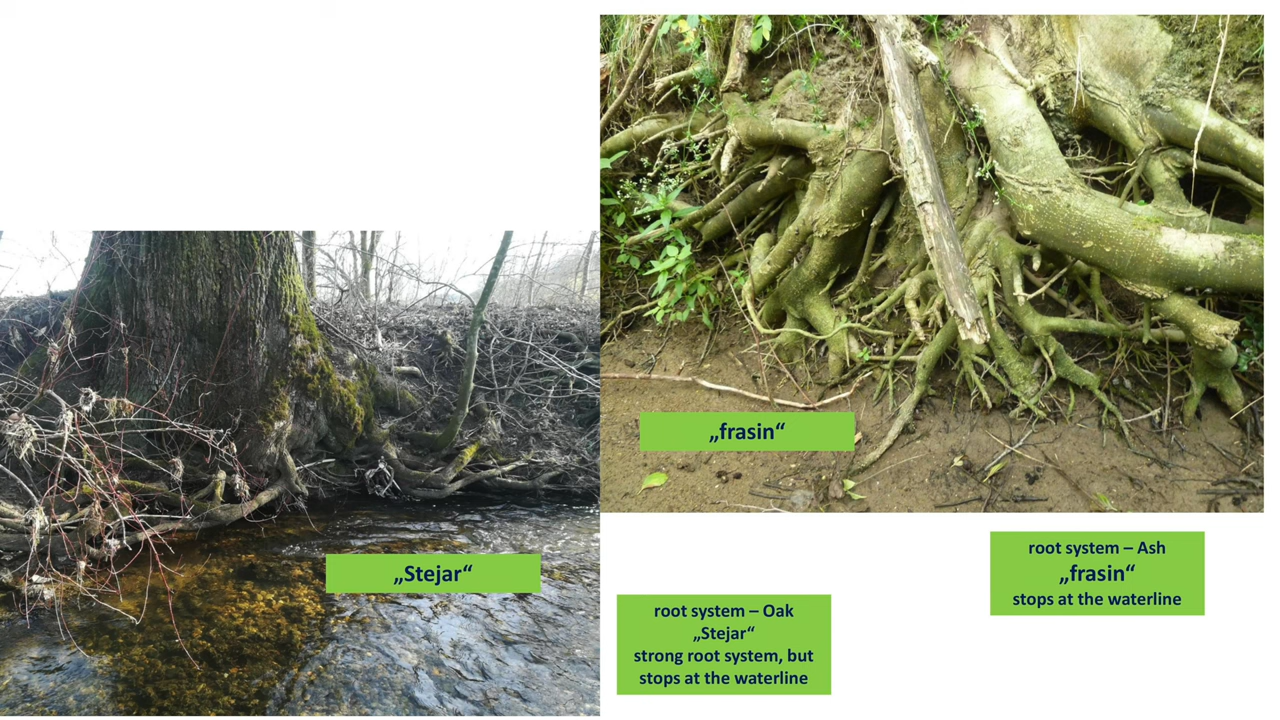 „frasin“
„Stejar“
root system – Ash
„frasin“
stops at the waterline
root system – Oak
„Stejar“
strong root system, but
stops at the waterline